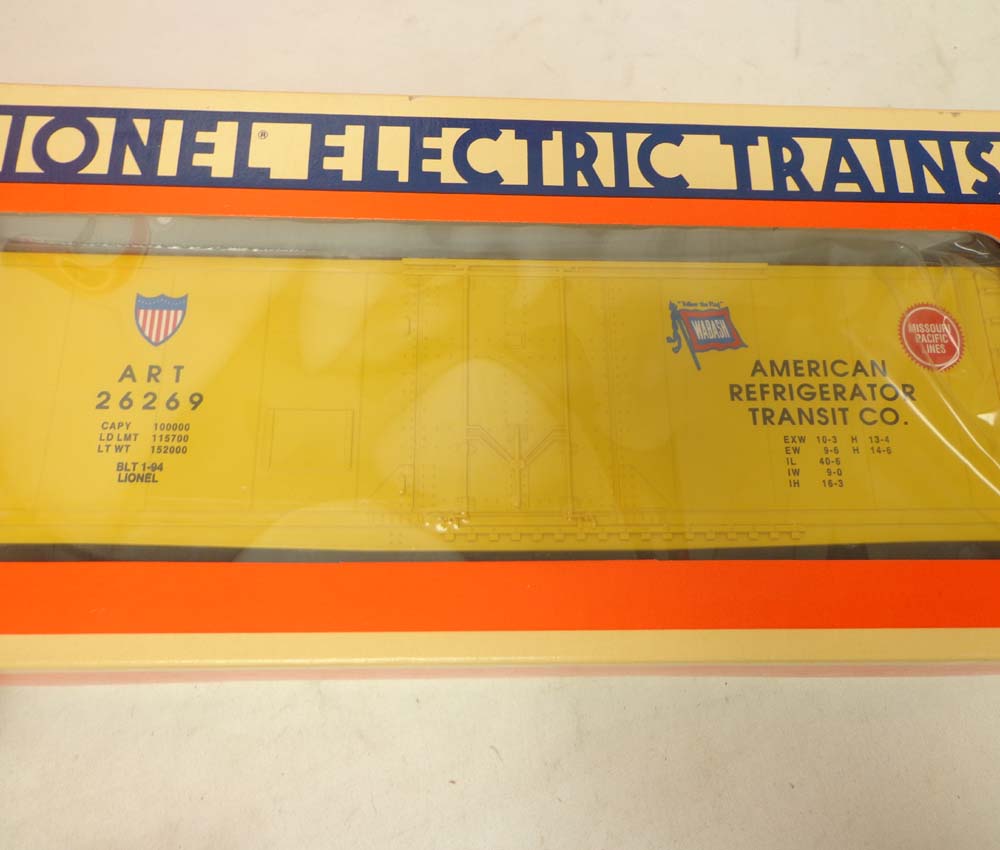 IONEL® ELECTRIC TRAINS
"Follow the Flag"
WABASH
MISSOURI
PACIFIC
LINES
ART
26269
CAPY 100000
LD LMT 115700
LT WT 152000
BLT 1-94
LIONEL
AMERICAN
REFRIGERATOR
TRANSIT CO.
EXW 10-3 H 13-4
EW 9-6 H 14-6
IL 40-6
IW 9-0
IH 16-3